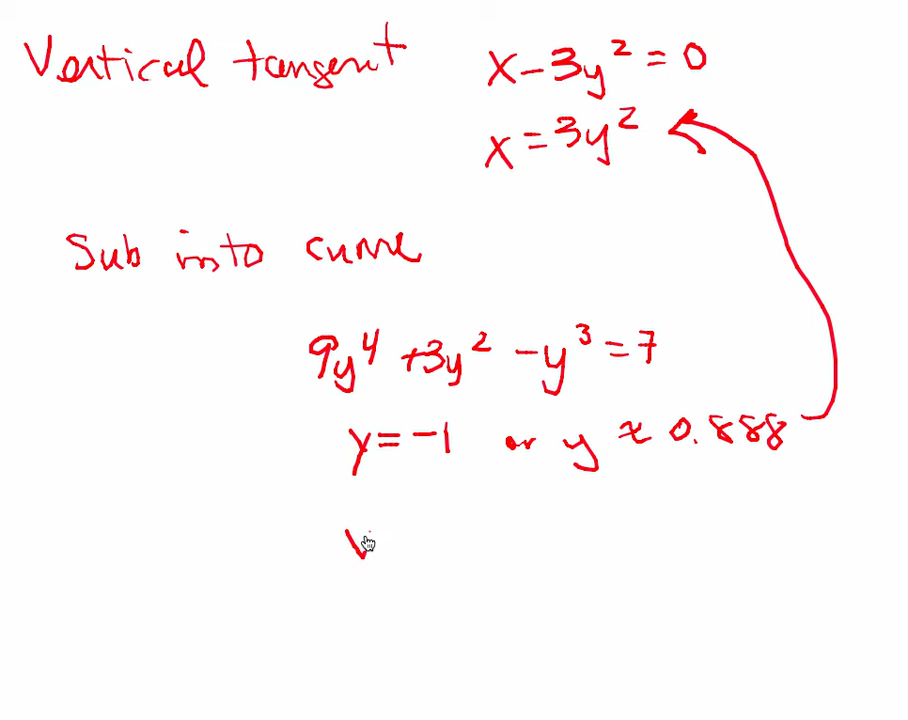 Vertical tangent x - 3y² = 0
x = 3y²
Sub into curve
9y⁴ + 3y² - y³ = 7
y = -1 or y ≈ 0.888
V